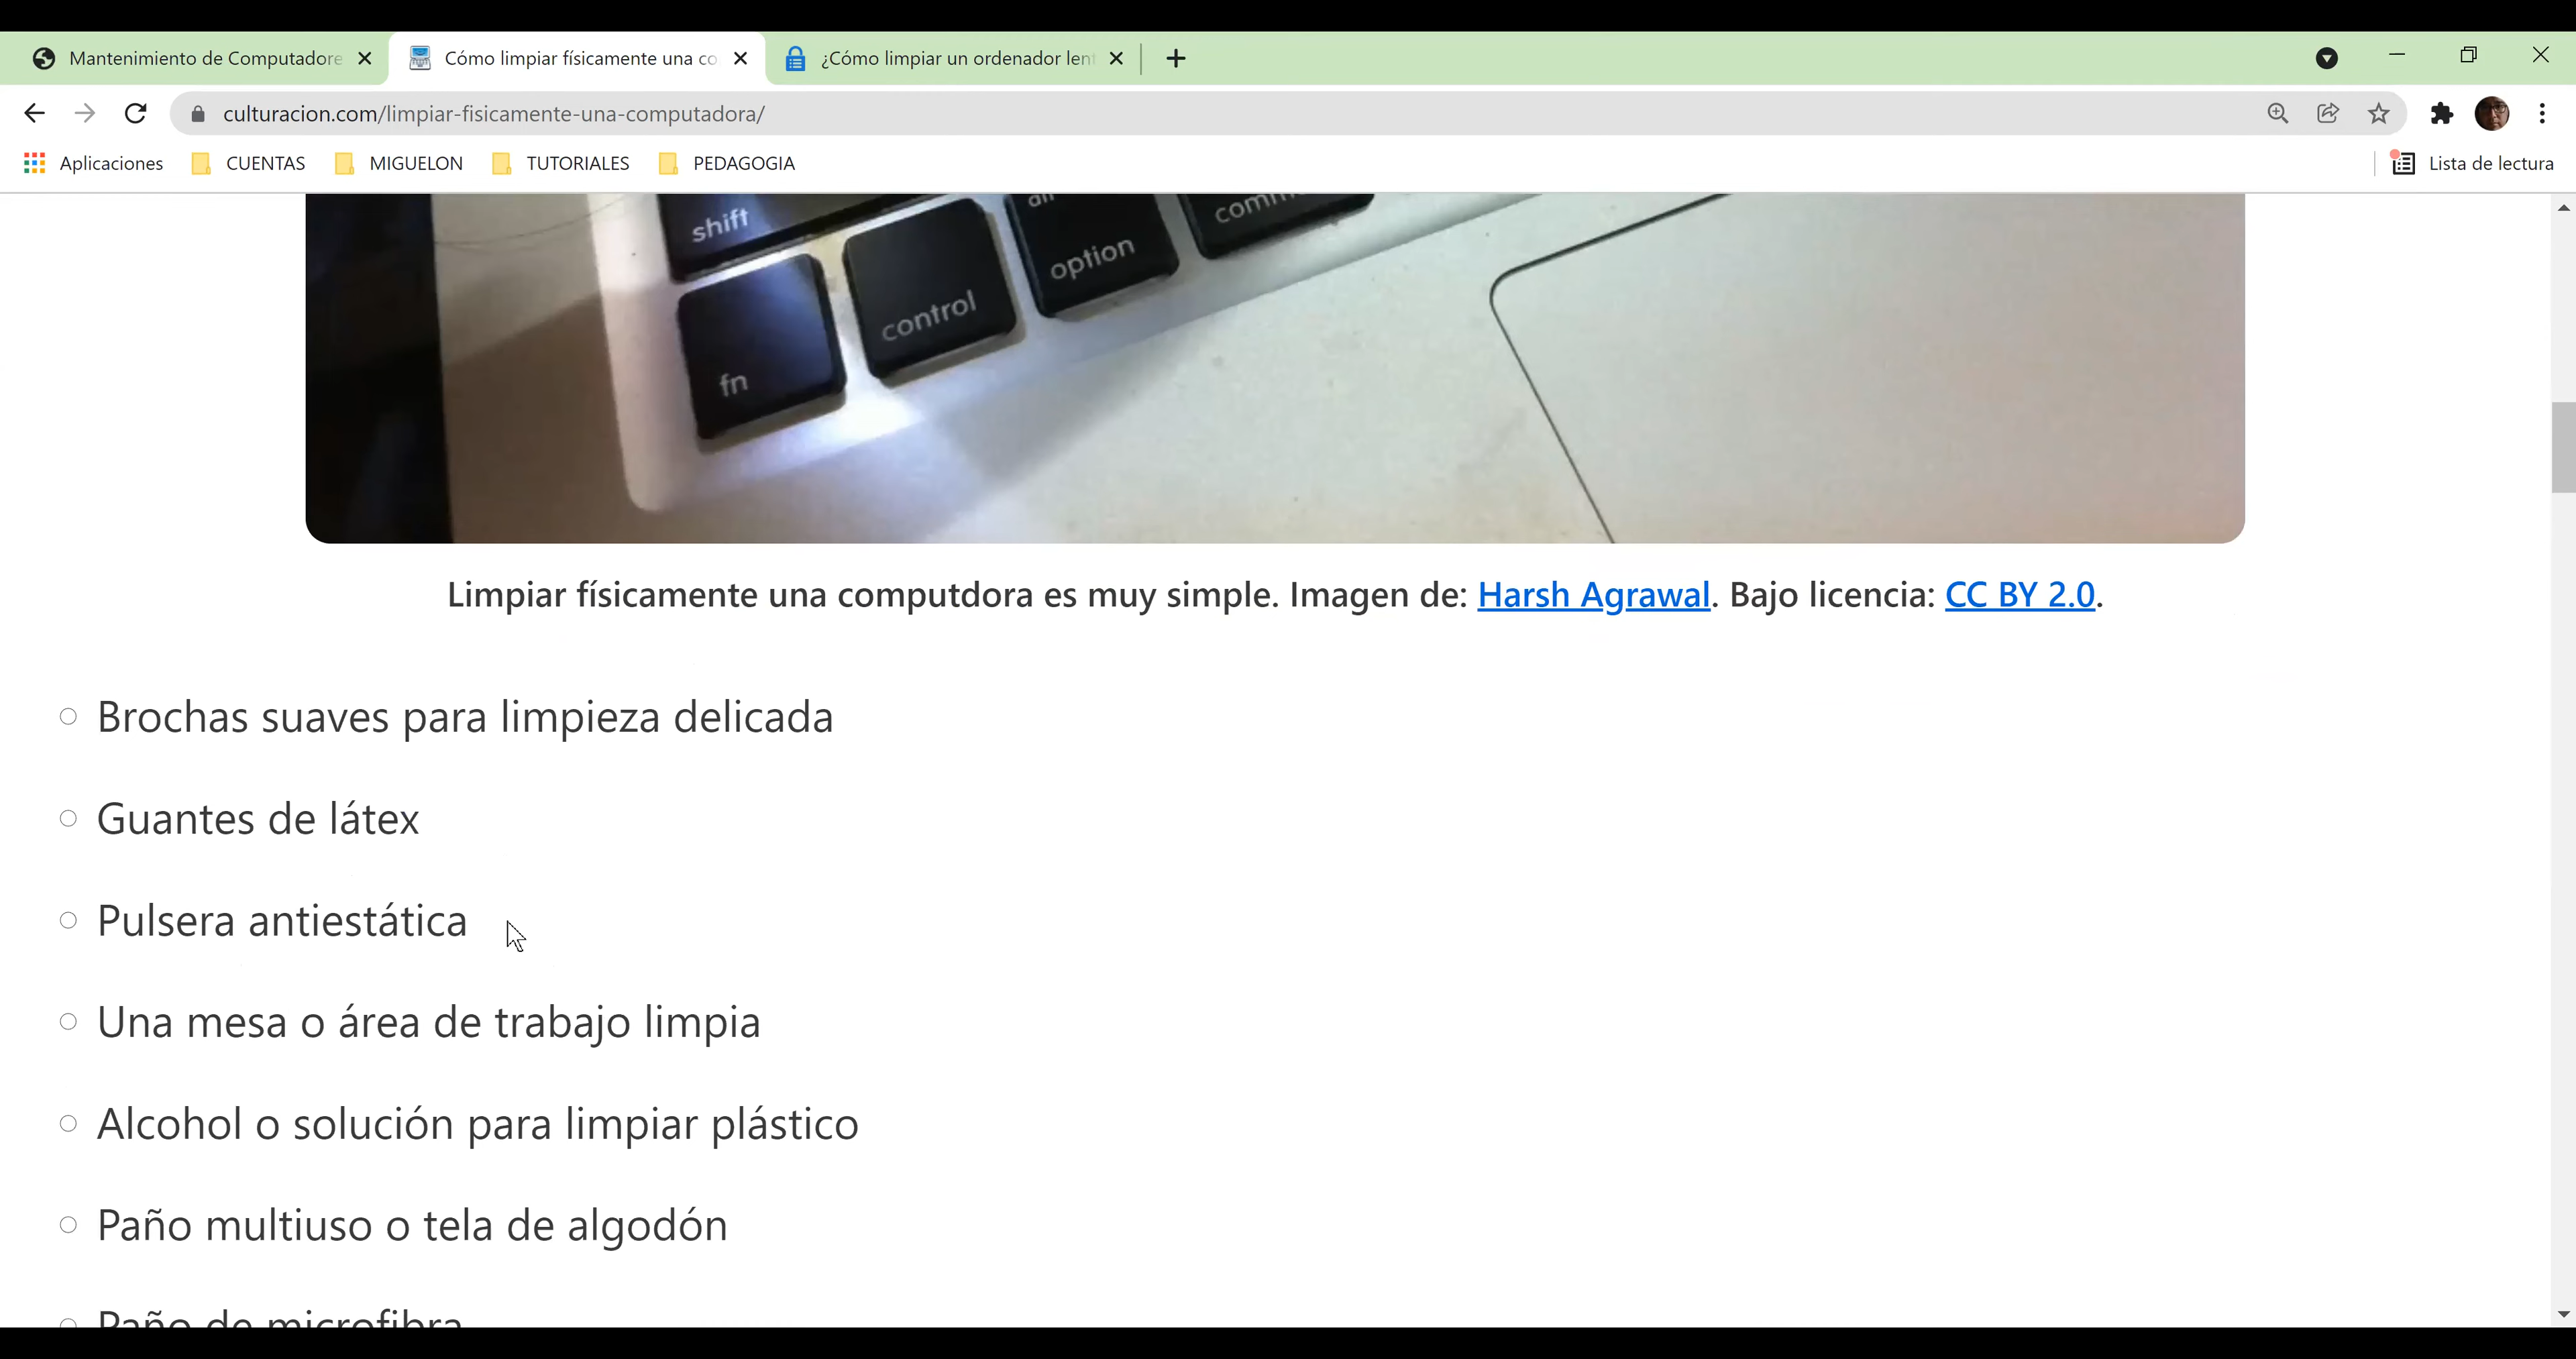 Mantenimiento de Computadore
Cómo limpiar físicamente una co
¿Cómo limpiar un ordenador len
culturacion.com/limpiar-fisicamente-una-computadora/
Aplicaciones
CUENTAS
MIGUELON
TUTORIALES
PEDAGOGIA
Lista de lectura
shift
option
control
fn
Limpiar físicamente una computdora es muy simple. Imagen de: Harsh Agrawal. Bajo licencia: CC BY 2.0.
Brochas suaves para limpieza delicada
Guantes de látex
Pulsera antiestática
Una mesa o área de trabajo limpia
Alcohol o solución para limpiar plástico
Paño multiuso o tela de algodón
Paño de microfibra